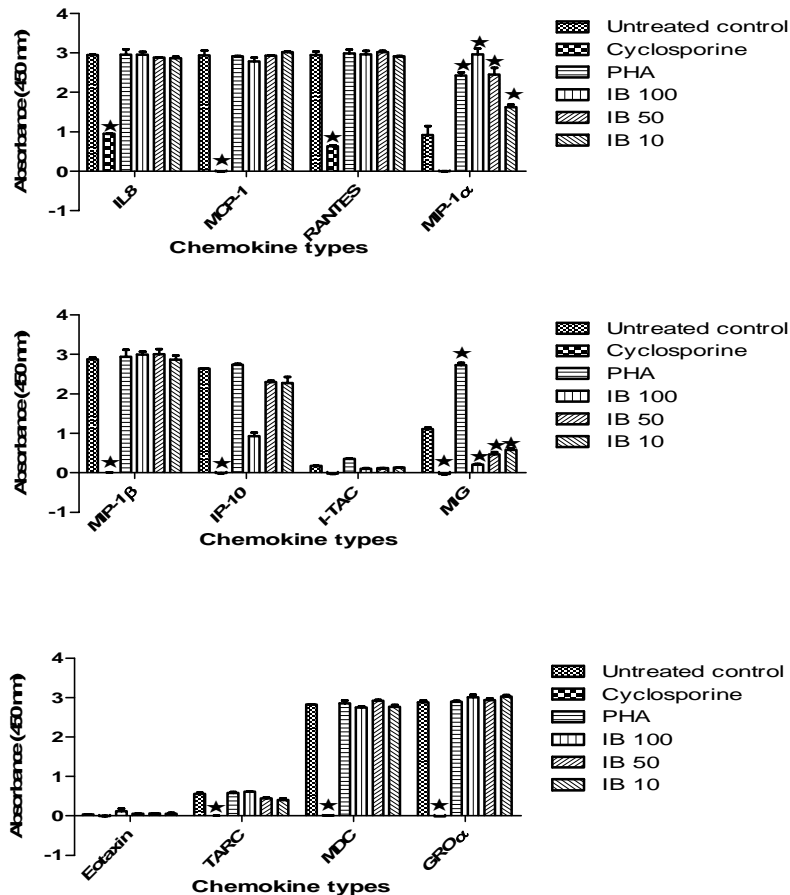 4
3
2
1
0
-1
Absorbance (450 nm)
IL8
MCP-1
RANTES
MIP-1α
Chemokine types
Untreated control
Cyclosporine
PHA
IB 100
IB 50
IB 10
4
3
2
1
0
-1
Absorbance (450 nm)
MIP-1β
IP-10
I-TAC
MIG
Chemokine types
Untreated control
Cyclosporine
PHA
IB 100
IB 50
IB 10
4
3
2
1
0
-1
Absorbance (450 nm)
Eotaxin
TARC
MDC
GROα
Chemokine types
Untreated control
Cyclosporine
PHA
IB 100
IB 50
IB 10